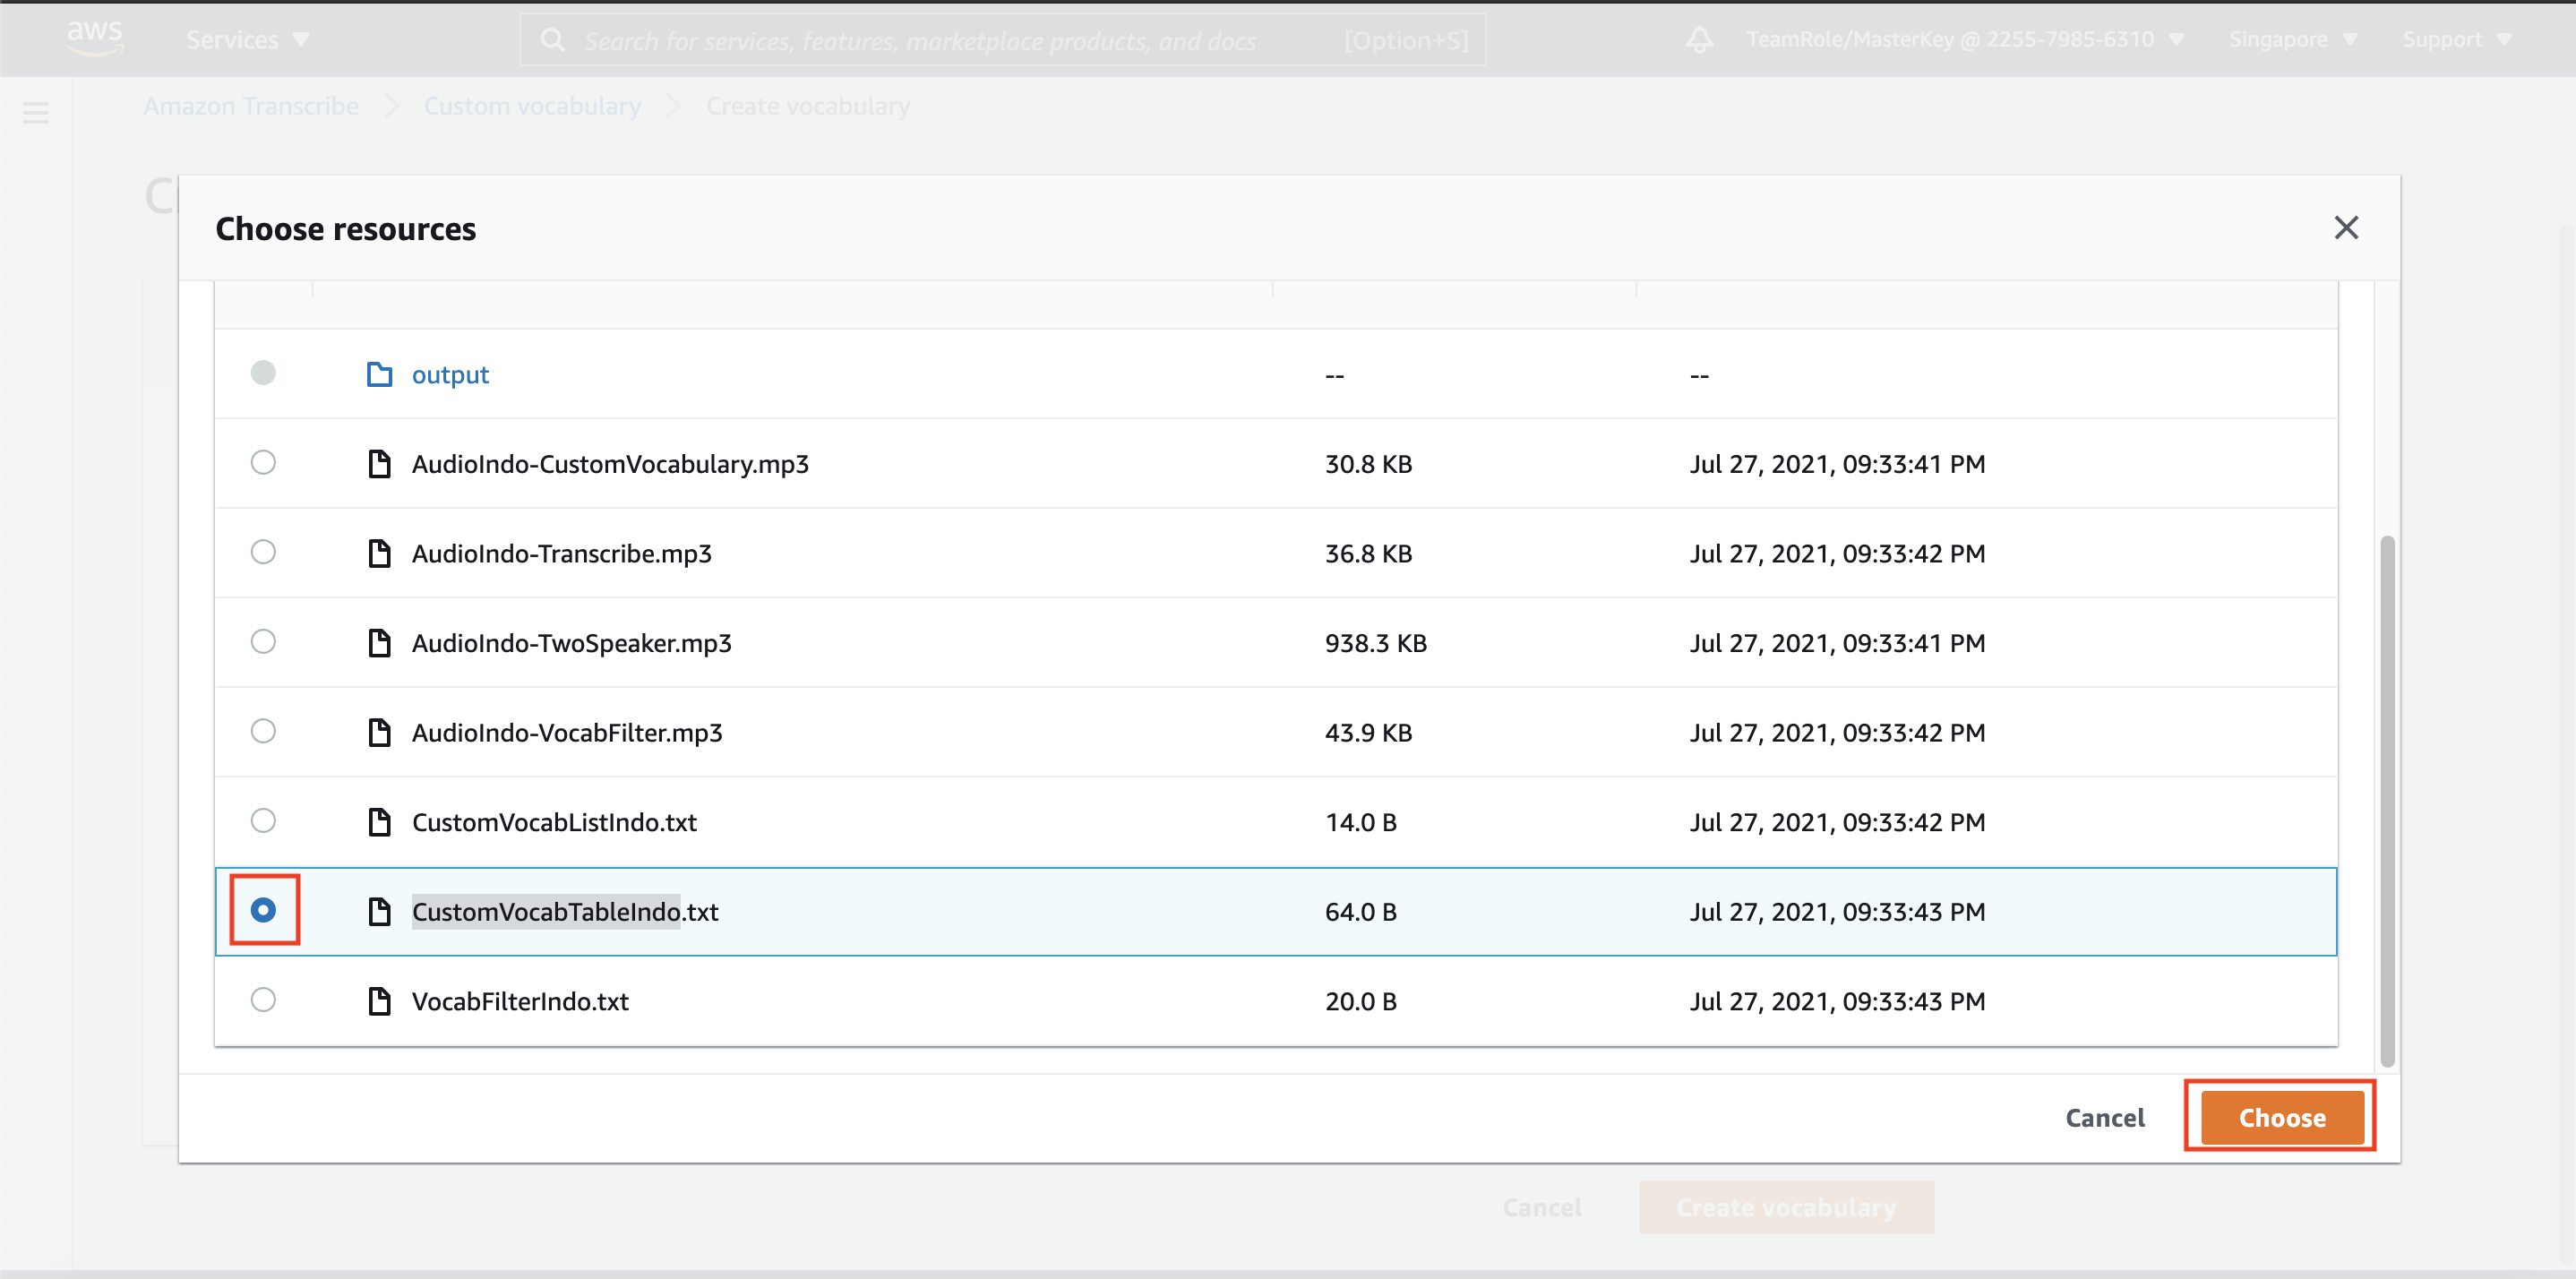 aws Services Search for services, features, marketplace products, and docs [Option+S] TeamRole/MasterKey @ 2255-7985-6310 Singapore Support
Amazon Transcribe Custom vocabulary Create vocabulary
C
Choose resources
output -- --
AudioIndo-CustomVocabulary.mp3 30.8 KB Jul 27, 2021, 09:33:41 PM
AudioIndo-Transcribe.mp3 36.8 KB Jul 27, 2021, 09:33:42 PM
AudioIndo-TwoSpeaker.mp3 938.3 KB Jul 27, 2021, 09:33:41 PM
AudioIndo-VocabFilter.mp3 43.9 KB Jul 27, 2021, 09:33:42 PM
CustomVocabListIndo.txt 14.0 B Jul 27, 2021, 09:33:42 PM
CustomVocabTableIndo.txt 64.0 B Jul 27, 2021, 09:33:43 PM
VocabFilterIndo.txt 20.0 B Jul 27, 2021, 09:33:43 PM
Cancel Choose
Cancel Create vocabulary